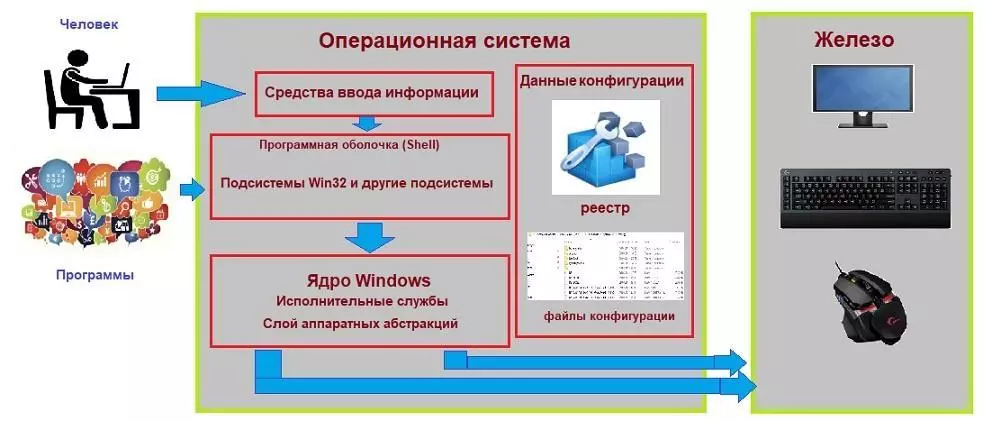 Человек
Операционная система
Железо
Средства ввода информации
Данные конфигурации
Программная оболочка (Shell)
Подсистемы Win32 и другие подсистемы
реестр
Программы
Ядро Windows
Исполнительные службы
Слой аппаратных абстракций
файлы конфигурации